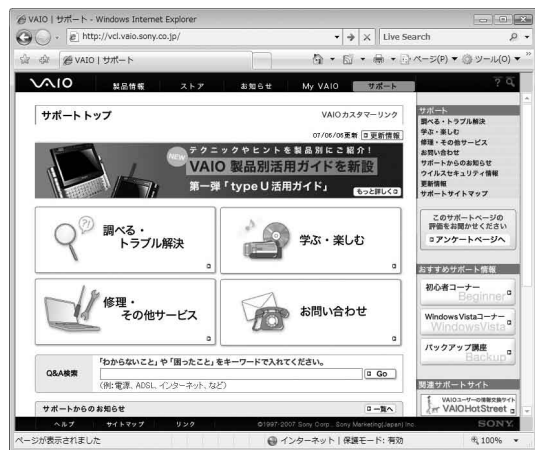 VAIO | サポート - Windows Internet Explorer
http://vcl.vaio.sony.co.jp/
Live Search
VAIO | サポート
ページ(P) ツール(O)
VAIO 製品情報 ストア お知らせ My VAIO サポート
サポートトップ
VAIOカスタマーリンク
07/06/06更新 更新情報
NEW
テクニックやヒントを製品別にご紹介!
VAIO 製品別活用ガイドを新設
第一弾「type U 活用ガイド」
もっと詳しく
調べる・
トラブル解決
学ぶ・楽しむ
修理・
その他サービス
お問い合わせ
Q&A検索
「わからないこと」や「困ったこと」をキーワードで入れてください。
Go
(例:電源、ADSL、インターネット、など)
サポートからのお知らせ
一覧へ
サポート
調べる・トラブル解決
学ぶ・楽しむ
修理・その他サービス
お問い合わせ
サポートからのお知らせ
ウイルスセキュリティ情報
更新情報
サポートサイトマップ
このサポートページの
評価をお聞かせください
アンケートページへ
おすすめサポート情報
初心者コーナー
Beginner
Windows Vistaコーナー
WindowsVista
バックアップ講座
Backup
関連サポートサイト
VAIOユーザーの情報交換サイト
VAIOHotStreet
ヘルプ サイトマップ リンク
©1997-2007 Sony Corp., Sony Marketing(Japan) Inc.
SONY
ページが表示されました
インターネット | 保護モード: 有効
100%